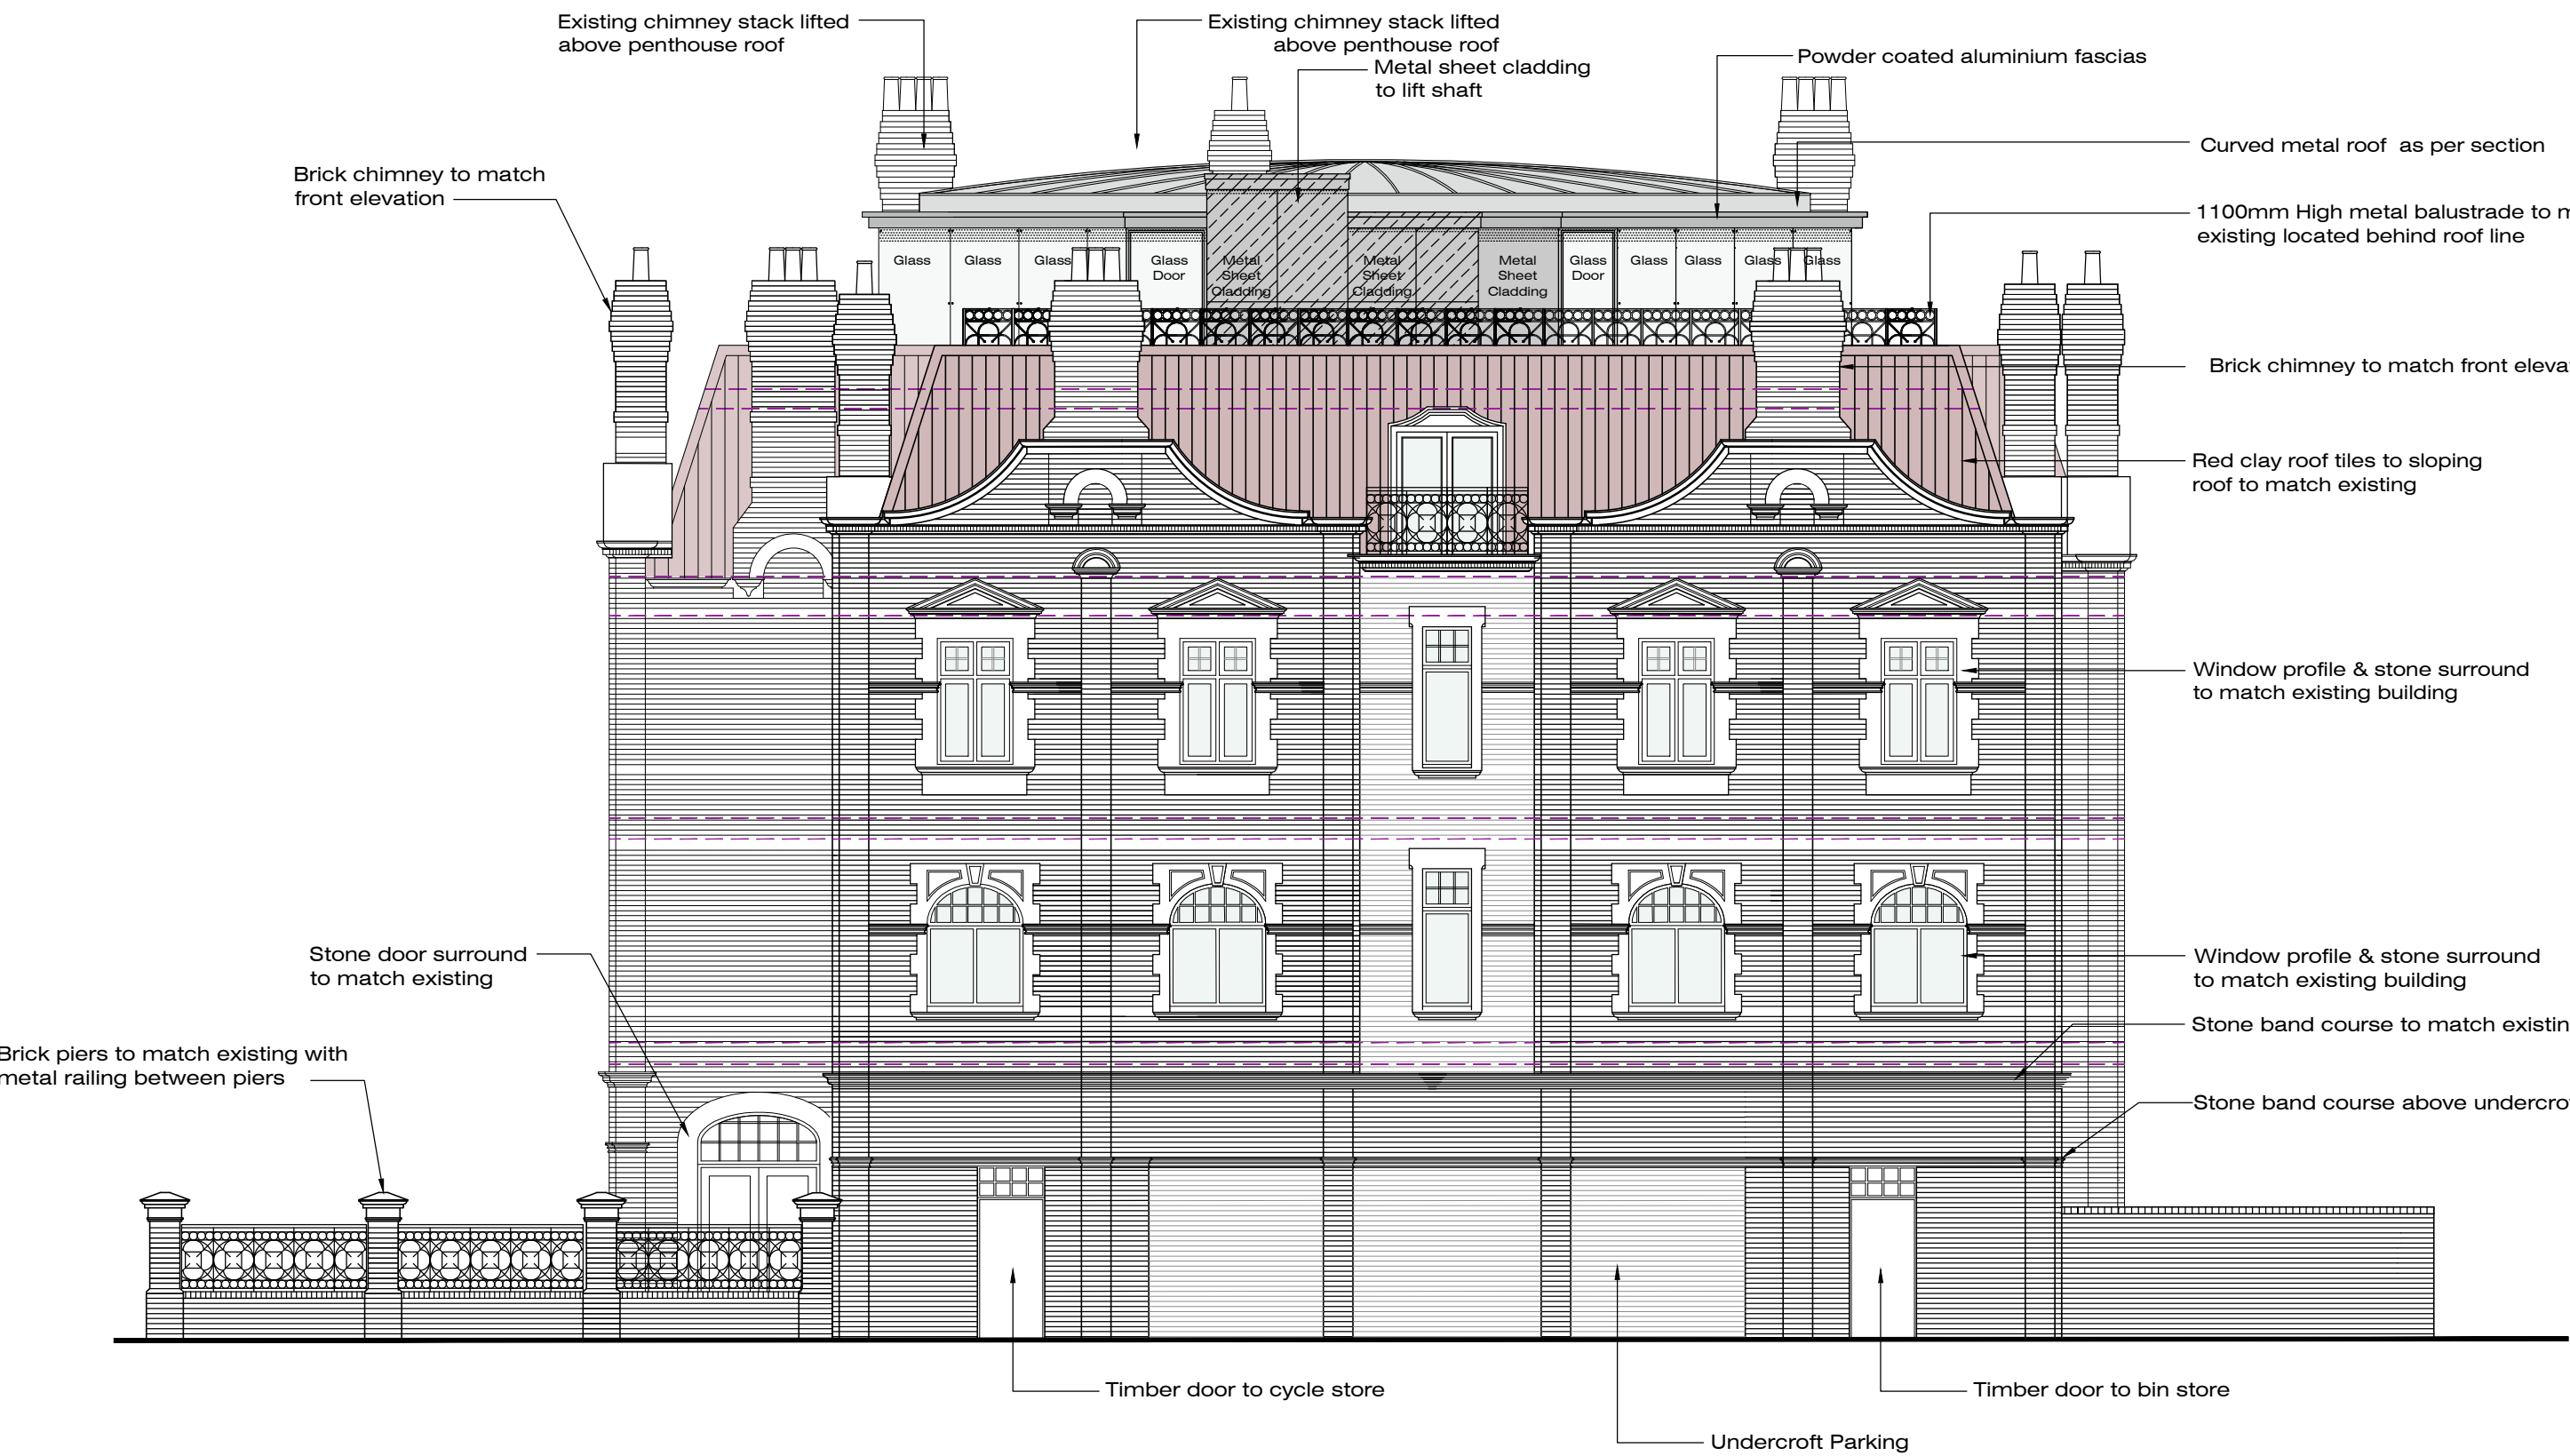 Existing chimney stack lifted
above penthouse roof
Existing chimney stack lifted
above penthouse roof
Metal sheet cladding
to lift shaft
Powder coated aluminium fascias
Curved metal roof as per section
Brick chimney to match
front elevation
1100mm High metal balustrade to
existing located behind roof line
Glass
Glass
Glass
Glass
Door
Metal
Sheet
Cladding
Metal
Sheet
Cladding
Metal
Sheet
Cladding
Glass
Door
Glass
Glass
Glass
Glass
Brick chimney to match front
Red clay roof tiles to sloping
roof to match existing
Window profile & stone surround
to match existing building
Stone door surround
to match existing
Window profile & stone surround
to match existing building
Stone band course to match
Brick piers to match existing with
metal railing between piers
Stone band course above
Timber door to cycle store
Timber door to bin store
Undercroft Parking